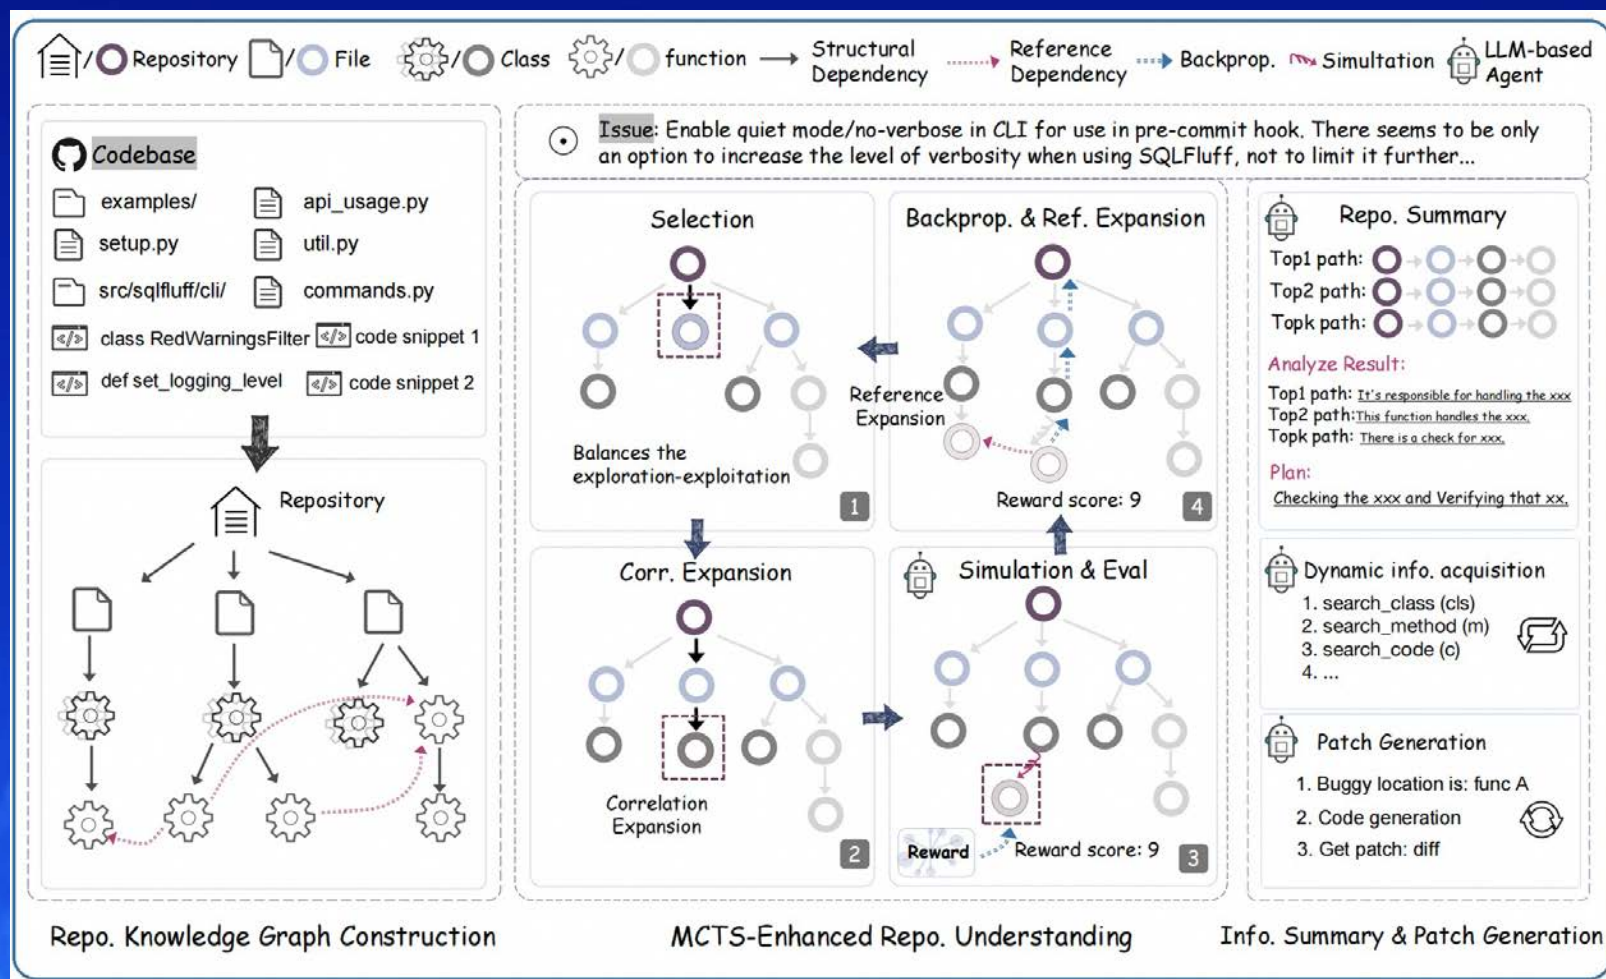 / Repository / File / Class / function Structural Dependency Reference Dependency Backprop. Simultation LLM-based Agent
Codebase
examples/ api_usage.py
setup.py util.py
src/sqlfluff/cli/ commands.py
class RedWarningsFilter </> code snippet 1
</> def set_logging_level </> code snippet 2
Repository
Repo. Knowledge Graph Construction
Issue: Enable quiet mode/no-verbose in CLI for use in pre-commit hook. There seems to be only
an option to increase the level of verbosity when using SQLFluff, not to limit it further...
Selection
Balances the
exploration-exploitation
1
Corr. Expansion
Correlation
Expansion
2
Simulation & Eval
Reward
Reward score: 9
3
Backprop. & Ref. Expansion
Reference
Expansion
Reward score: 9
4
MCTS-Enhanced Repo. Understanding
Repo. Summary
Top1 path:
Top2 path:
Topk path:
Analyze Result:
Top1 path: It's responsible for handling the xxx
Top2 path:This function handles the xxx.
Topk path: There is a check for xxx.
Plan:
Checking the xxx and Verifying that xx.
Dynamic info. acquisition
1. search_class (cls)
2. search_method (m)
3. search_code (c)
4. ...
Patch Generation
1. Buggy location is: func A
2. Code generation
3. Get patch: diff
Info. Summary & Patch Generation